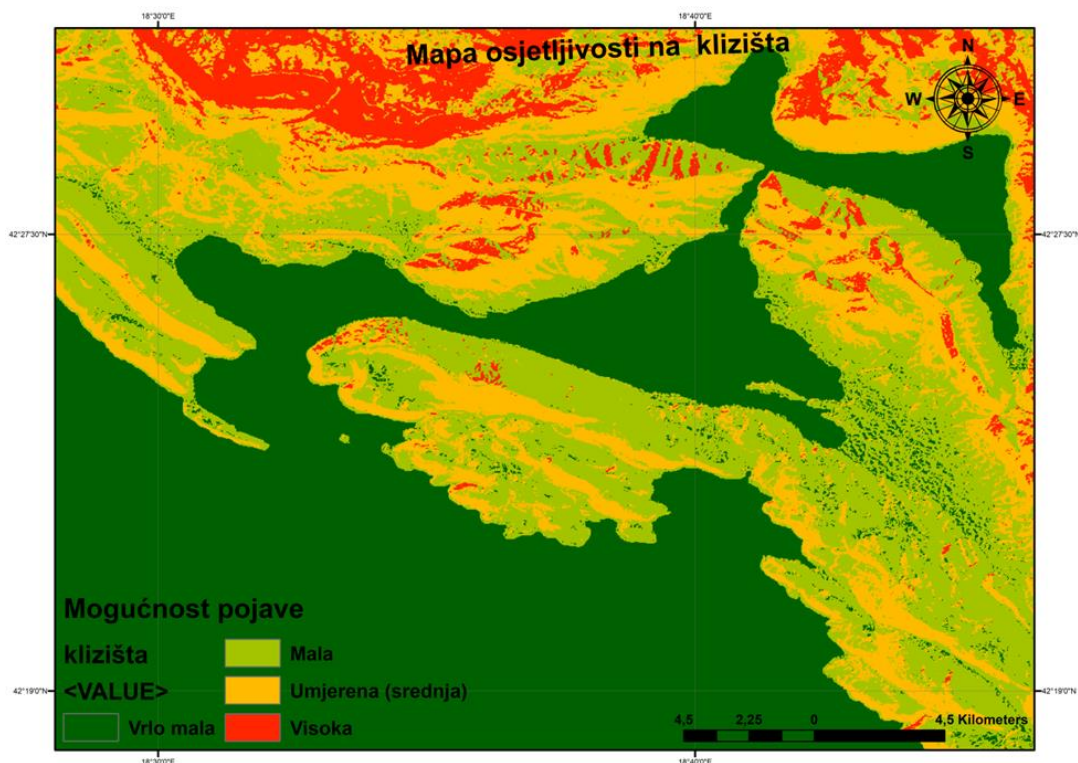 18°30'0"E
18°40'0"E
Mapa osjetljivosti na klizišta
N
W
E
S
42°27'30"N
42°27'30"N
Mogućnost pojave
klizišta
<VALUE>
Vrlo mala
Mala
Umjerena (srednja)
Visoka
42°19'0"N
42°19'0"N
4,5 2,25 0 4,5 Kilometers
18°30'0"E
18°40'0"E